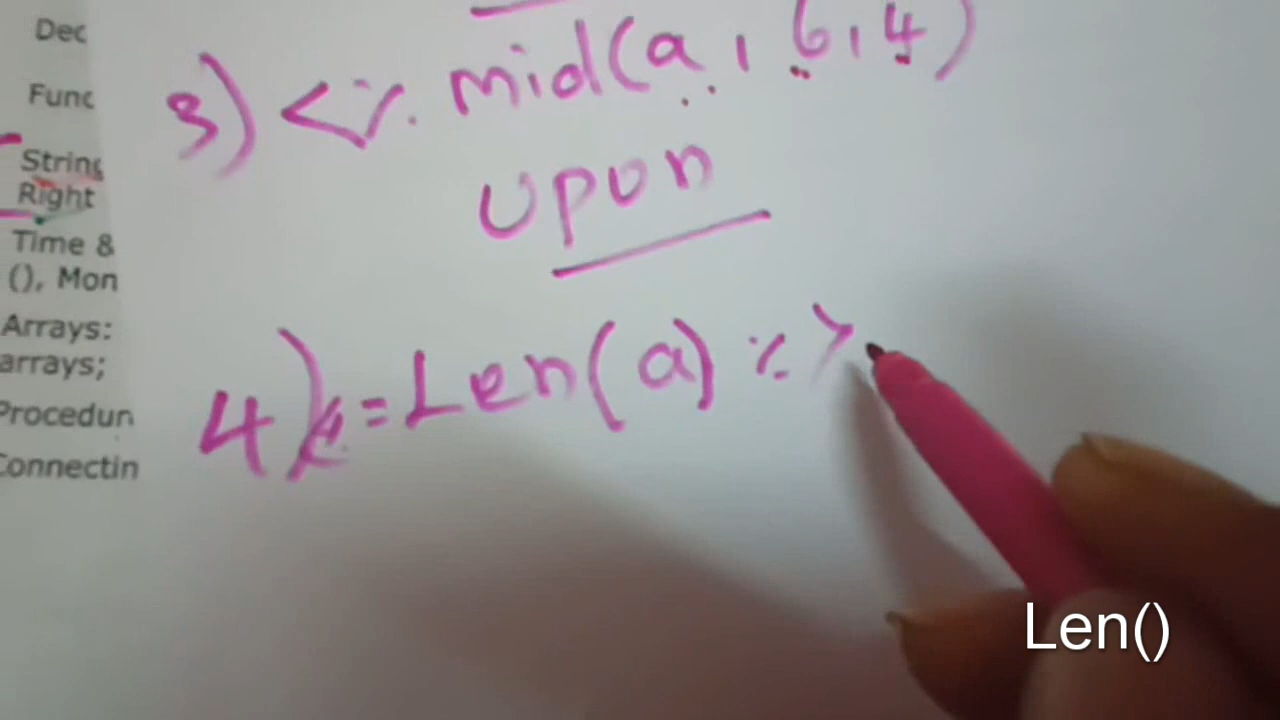 Dec
Func
String
Right
Time &
(), Mon
Arrays:
arrays;
Procedur
Connectin
3) <% mid(a, 6, 4)
upon
4) <%=Len(a) %>
Len()